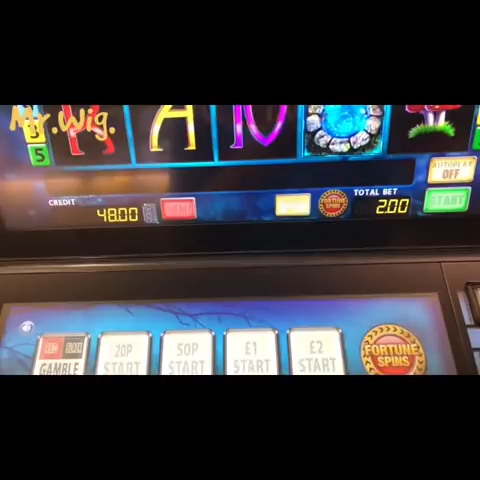 Mr.Wig.
3
5
A
AUTOPLAY
OFF
CREDIT
48.00
MENU
FORTUNE
SPINS
TOTAL BET
2.00
START
GAMBLE
20P
START
50P
START
£1
START
£2
START
FORTUNE
SPINS